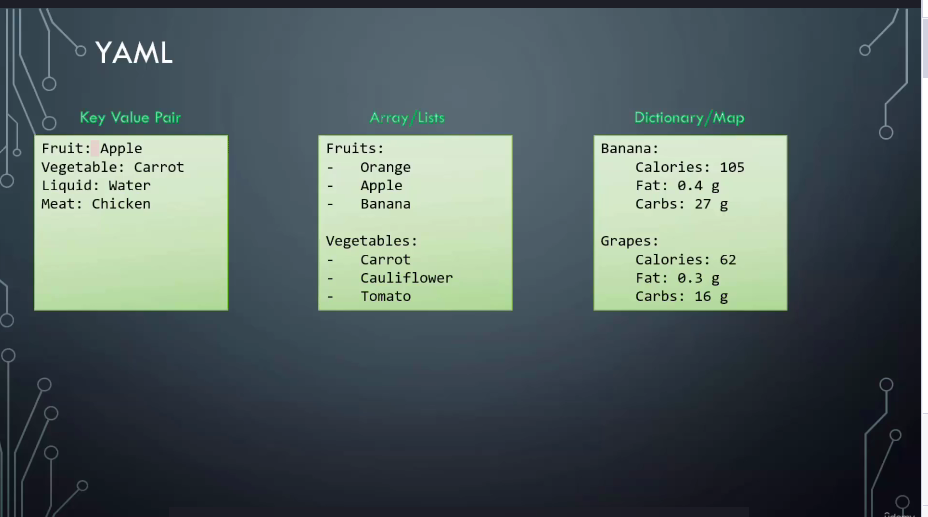 YAML
Key Value Pair
Fruit: Apple
Vegetable: Carrot
Liquid: Water
Meat: Chicken
Array/Lists
Fruits:
- Orange
- Apple
- Banana
Vegetables:
- Carrot
- Cauliflower
- Tomato
Dictionary/Map
Banana:
Calories: 105
Fat: 0.4 g
Carbs: 27 g
Grapes:
Calories: 62
Fat: 0.3 g
Carbs: 16 g